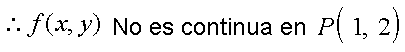 ∴ f(x, y) No es continua en P( 1, 2)